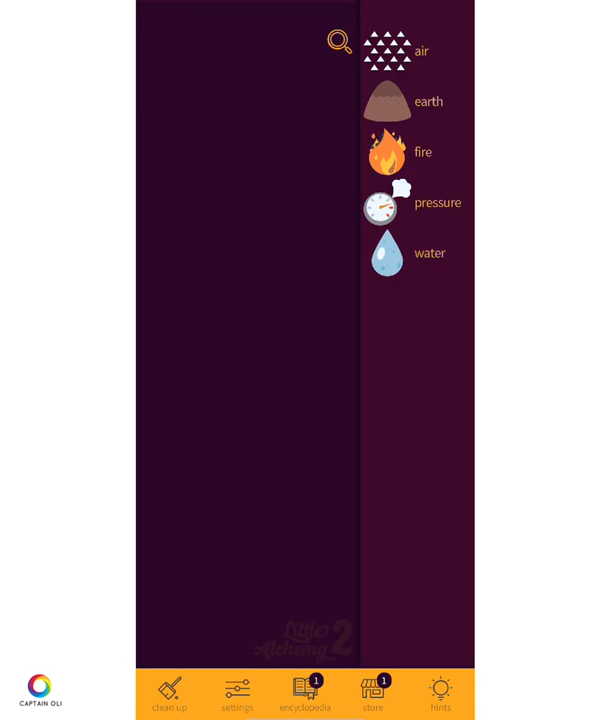 air
earth
fire
pressure
water
Little
Alchemy 2
1
1
clean up
settings
encyclopedia
store
hints
CAPTAIN OLI